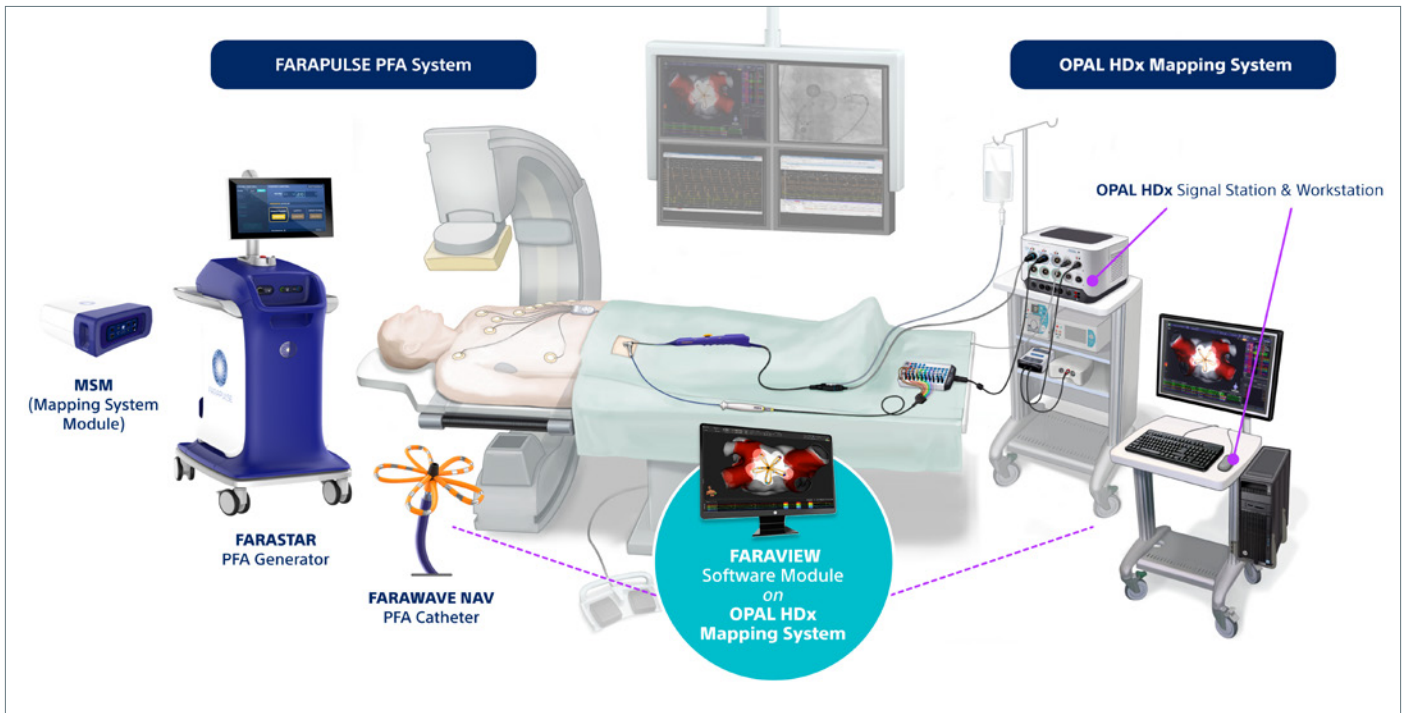 FARAPULSE PFA System
OPAL HDx Mapping System
OPAL HDx Signal Station & Workstation
MSM
(Mapping System
Module)
FARASTAR
PFA Generator
FARAWAVE NAV
PFA Catheter
FARAVIEW
Software Module
on
OPAL HDx
Mapping System